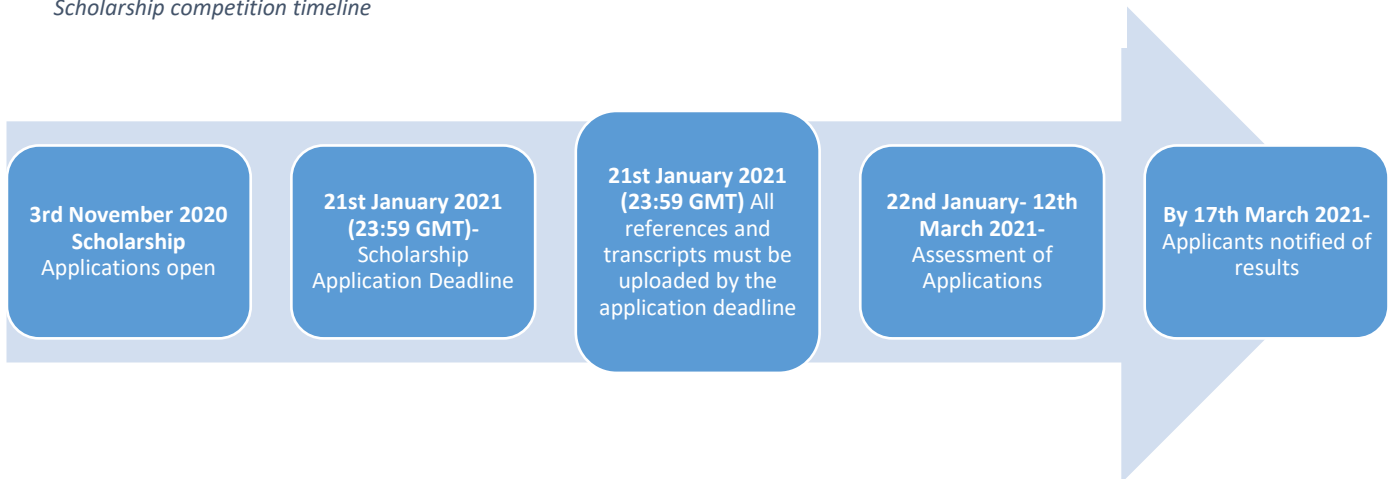 Scholarship competition timeline
3rd November 2020
Scholarship
Applications open
21st January 2021
(23:59 GMT)-
Scholarship
Application Deadline
21st January 2021
(23:59 GMT) All
references and
transcripts must be
uploaded by the
application deadline
22nd January- 12th
March 2021-
Assessment of
Applications
By 17th March 2021-
Applicants notified of
results